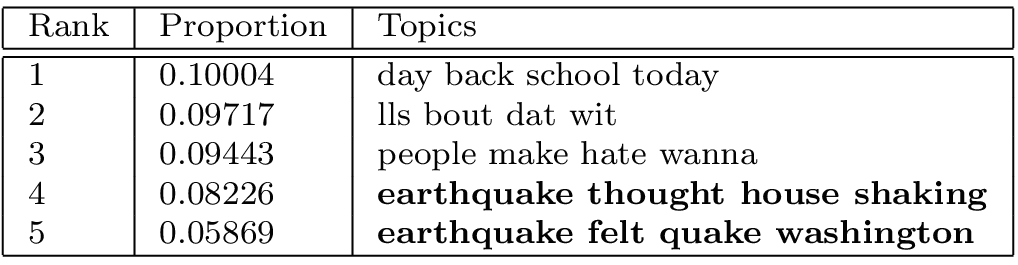 Rank Proportion Topics
1 0.10004 day back school today
2 0.09717 lls bout dat wit
3 0.09443 people make hate wanna
4 0.08226 earthquake thought house shaking
5 0.05869 earthquake felt quake washington